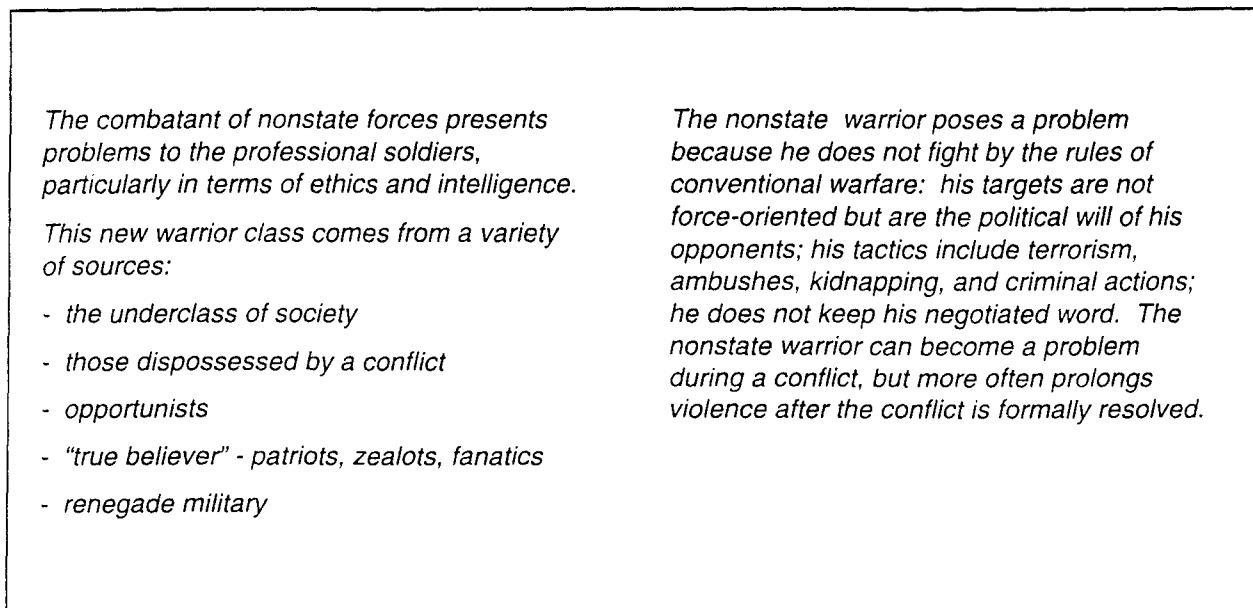 The combatant of nonstate forces presents
problems to the professional soldiers,
particularly in terms of ethics and intelligence.
This new warrior class comes from a variety
of sources:
- the underclass of society
- those dispossessed by a conflict
- opportunists
- “true believer” - patriots, zealots, fanatics
- renegade military
The nonstate warrior poses a problem
because he does not fight by the rules of
conventional warfare: his targets are not
force-oriented but are the political will of his
opponents; his tactics include terrorism,
ambushes, kidnapping, and criminal actions;
he does not keep his negotiated word. The
nonstate warrior can become a problem
during a conflict, but more often prolongs
violence after the conflict is formally resolved.